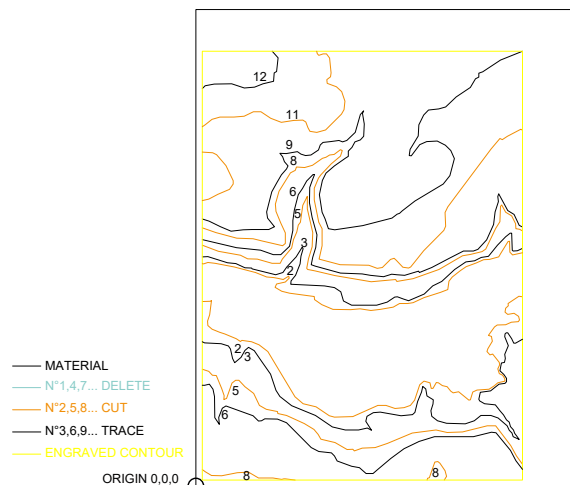 12
11
9
8
6
5
3
2
2
3
5
6
MATERIAL
N°1,4,7... DELETE
N°2,5,8... CUT
N°3,6,9... TRACE
ENGRAVED CONTOUR
ORIGIN 0,0,0
8
8